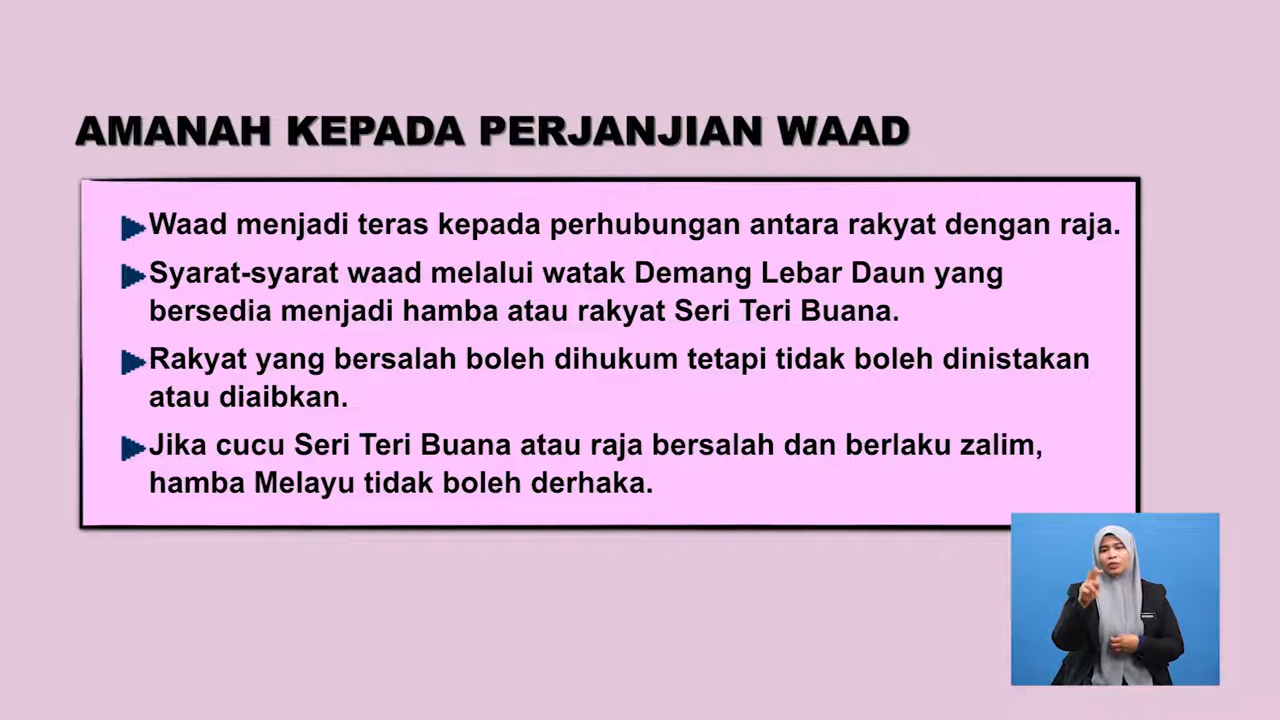 AMANAH KEPADA PERJANJIAN WAAD
Waad menjadi teras kepada perhubungan antara rakyat dengan raja.
Syarat-syarat waad melalui watak Demang Lebar Daun yang
bersedia menjadi hamba atau rakyat Seri Teri Buana.
Rakyat yang bersalah boleh dihukum tetapi tidak boleh dinistakan
atau diaibkan.
Jika cucu Seri Teri Buana atau raja bersalah dan berlaku zalim,
hamba Melayu tidak boleh derhaka.